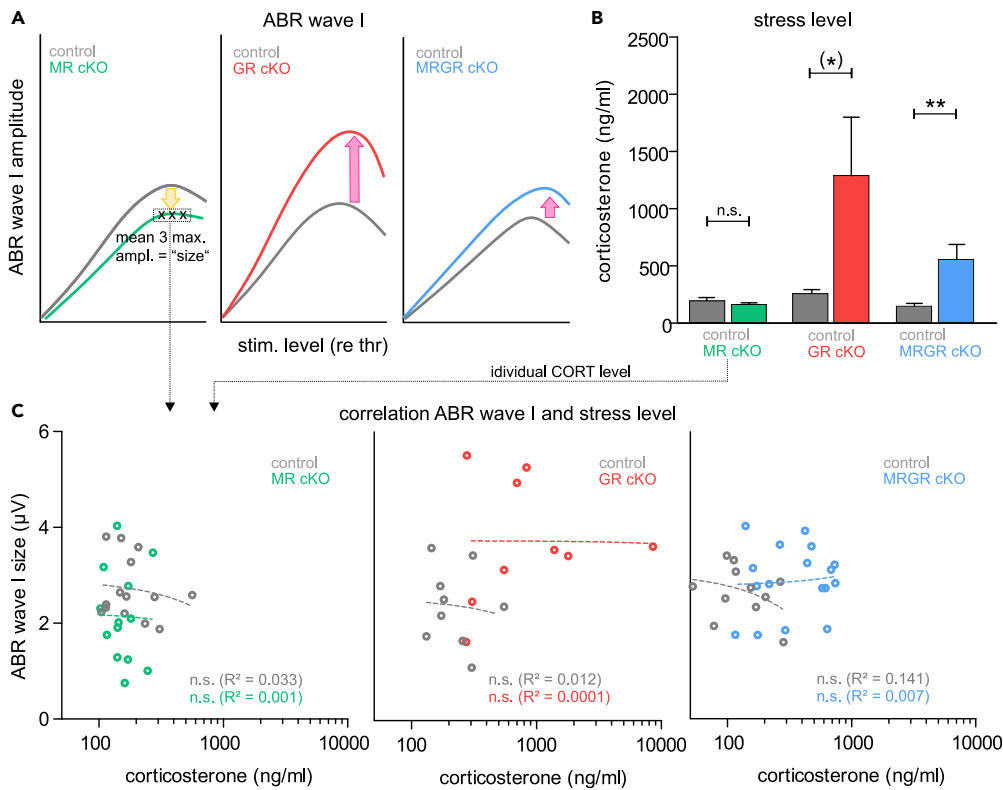 A
ABR wave I
control
MR cKO
control
GR cKO
control
MRGR cKO
ABR wave I amplitude
x x x
mean 3 max.
ampl. = "size"
stim. level (re thr)
B
stress level
corticosterone (ng/ml)
2500
2000
1500
1000
500
0
n.s.
(*)
**
control
MR cKO
control
GR cKO
control
MRGR cKO
idividual CORT level
C
correlation ABR wave I and stress level
ABR wave I size (µV)
6
4
2
0
control
MR cKO
n.s. (R² = 0.033)
n.s. (R² = 0.001)
100
1000
10000
corticosterone (ng/ml)
control
GR cKO
n.s. (R² = 0.012)
n.s. (R² = 0.0001)
100
1000
10000
corticosterone (ng/ml)
control
MRGR cKO
n.s. (R² = 0.141)
n.s. (R² = 0.007)
100
1000
10000
corticosterone (ng/ml)